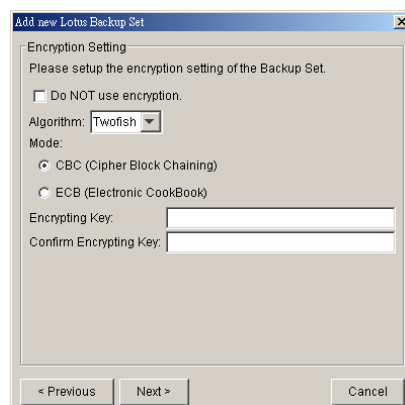 Add new Lotus Backup Set
Encryption Setting
Please setup the encryption setting of the Backup Set.
Do NOT use encryption.
Algorithm: Twofish
Mode:
CBC (Cipher Block Chaining)
ECB (Electronic CookBook)
Encrypting Key:
Confirm Encrypting Key:
< Previous Next > Cancel